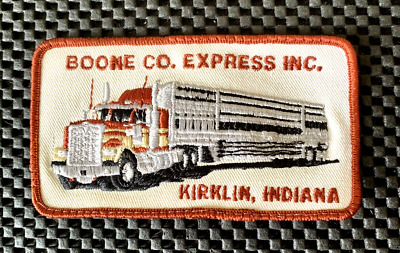 BOONE CO. EXPRESS INC.
KIRKLIN, INDIANA